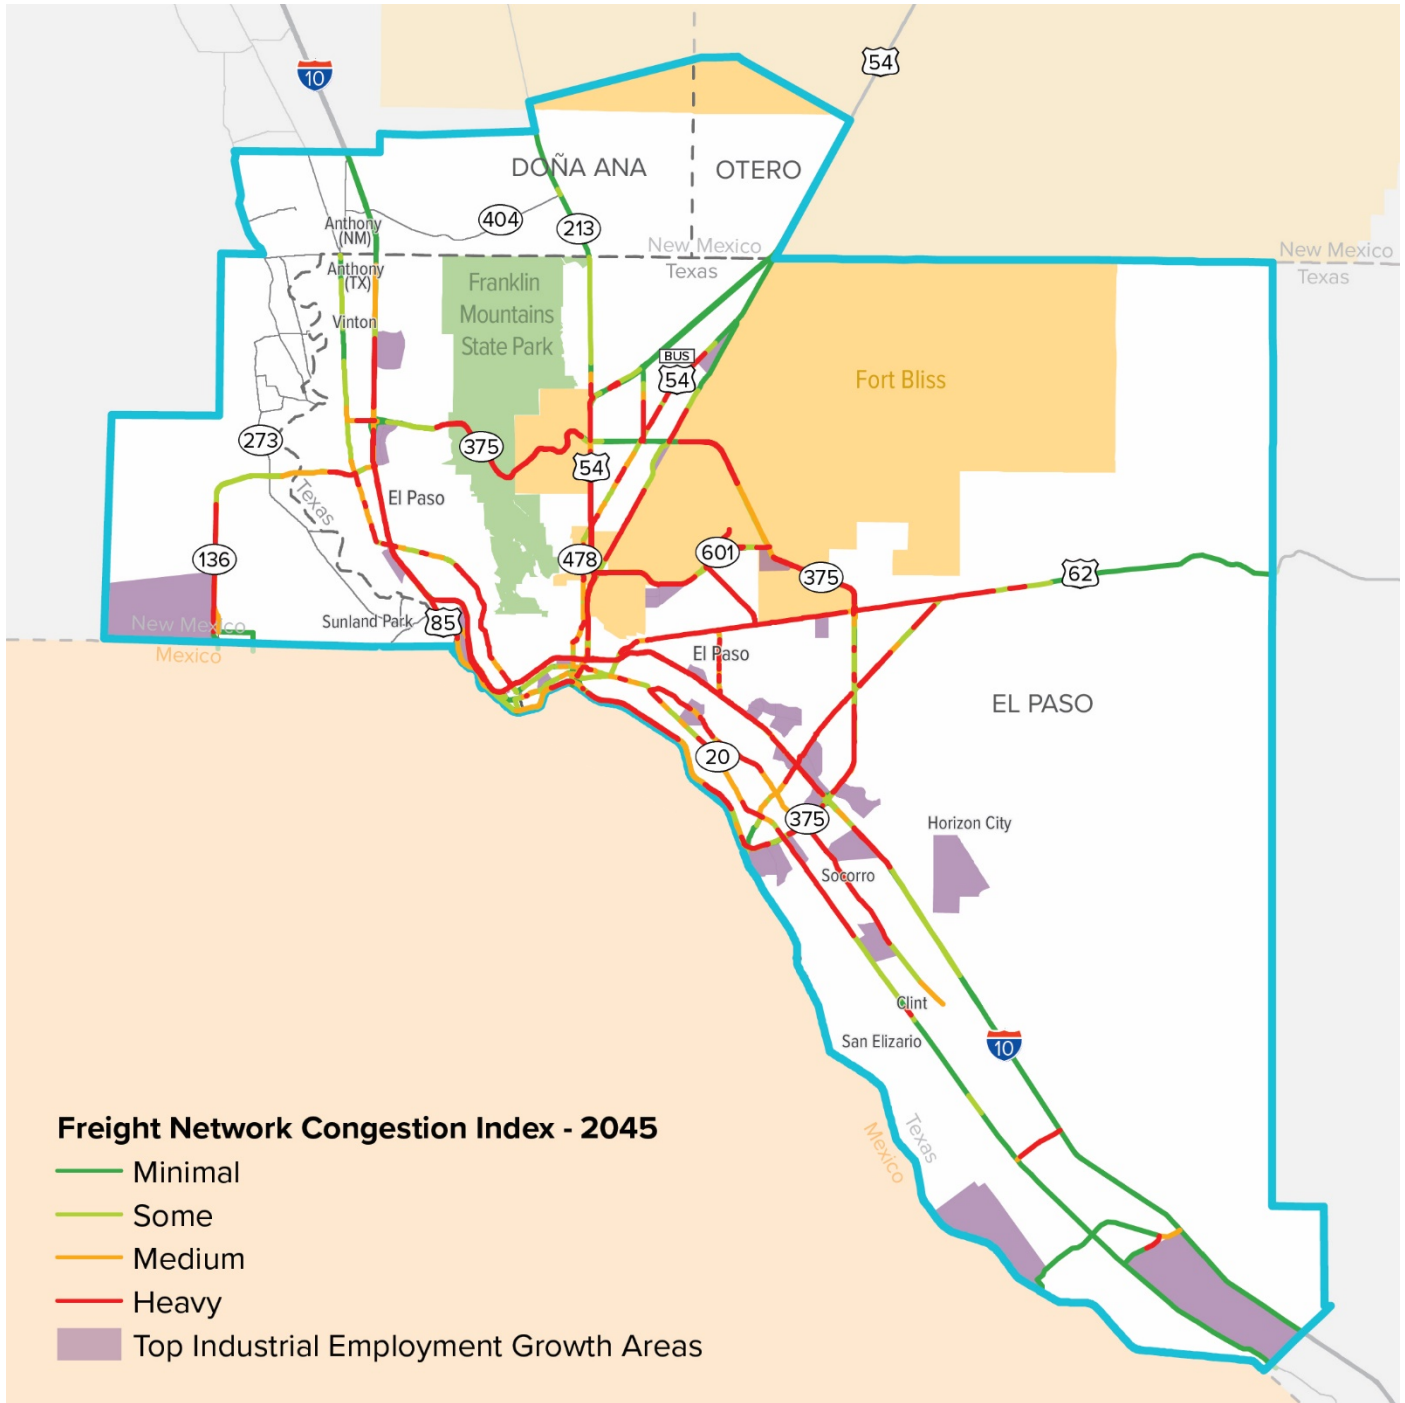 54
10
DOÑA ANA
OTERO
404
213
Anthony
(NM)
New Mexico
Texas
New Mexico
Texas
Anthony
(TX)
Franklin
Mountains
State Park
Vinton
BUS
54
Fort Bliss
273
375
54
Texas
El Paso
136
478
601
375
62
New Mexico
Mexico
Sunland Park
85
El Paso
EL PASO
20
375
Horizon City
Socorro
Clint
San Elizario
10
Texas
Mexico
Freight Network Congestion Index - 2045
Minimal
Some
Medium
Heavy
Top Industrial Employment Growth Areas